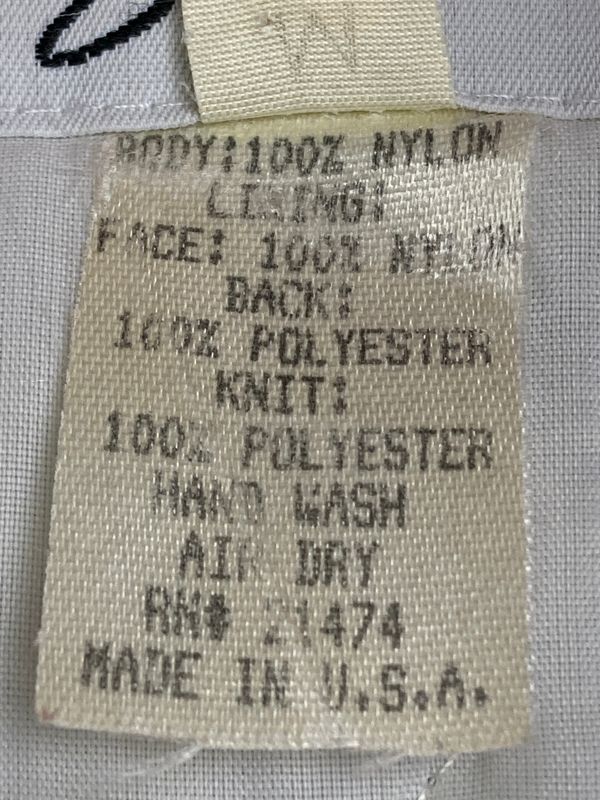 M
BODY:100% NYLON
LINING:
FACE: 100% NYLON
BACK:
100% POLYESTER
KNIT:
100% POLYESTER
HAND WASH
AIR DRY
RN# 21474
MADE IN U.S.A.